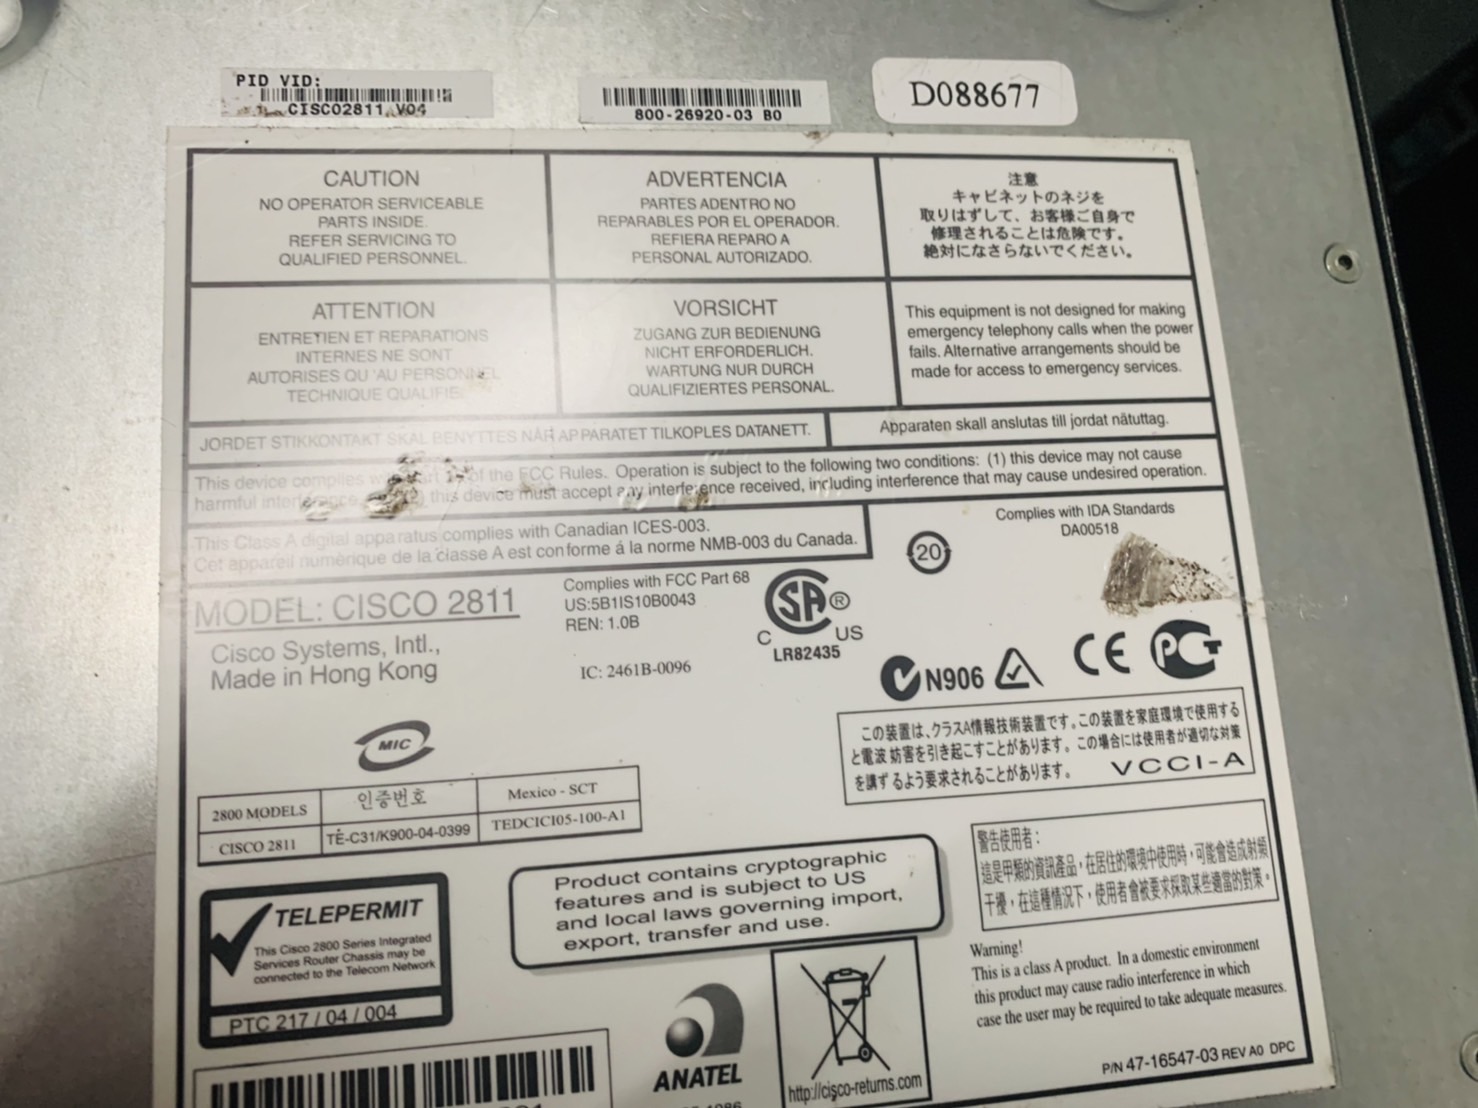 PID VID:
CISCO2811 V04
800-26920-03 B0
D088677
CAUTION
NO OPERATOR SERVICEABLE
PARTS INSIDE.
REFER SERVICING TO
QUALIFIED PERSONNEL.
ADVERTENCIA
PARTES ADENTRO NO
REPARABLES POR EL OPERADOR.
REFIERA REPARO A
PERSONAL AUTORIZADO.
注意
キャビネットのネジを
取りはずして、お客様ご自身で
修理されることは危険です。
絶対になさらないでください。
ATTENTION
ENTRETIEN ET REPARATIONS
INTERNES NE SONT
AUTORISES QU 'AU PERSONNEL
TECHNIQUE QUALIFIE
VORSICHT
ZUGANG ZUR BEDIENUNG
NICHT ERFORDERLICH.
WARTUNG NUR DURCH
QUALIFIZIERTES PERSONAL.
This equipment is not designed for making
emergency telephony calls when the power
fails. Alternative arrangements should be
made for access to emergency services.
JORDET STIKKONTAKT SKAL BENYTTES NÅR APPARATET TILKOPLES DATANETT.
Apparaten skall anslutas till jordat nätuttag.
This device complies of the FCC Rules. Operation is subject to the following two conditions: (1) this device may not cause
harmful this device must accept any interference received, including interference that may cause undesired operation.
This Class A digital apparatus complies with Canadian ICES-003.
Cet appareil numérique de la classe A est conforme á la norme NMB-003 du Canada.
20
Complies with IDA Standards
DA00518
MODEL: CISCO 2811
Cisco Systems, Intl.,
Made in Hong Kong
Complies with FCC Part 68
US:5B1IS10B0043
REN: 1.0B
IC: 2461B-0096
SA ®
C US
LR82435
N906
CE
MIC
この装置は、クラスA情報技術装置です。この装置を家庭環境で使用する
と電波妨害を引き起こすことがあります。この場合には使用者が適切な対策
を講ずるよう要求されることがあります。 VCCI-A
2800 MODELS 인증번호 Mexico - SCT
CISCO 2811 TE-C31/K900-04-0399 TEDCICI05-100-A1
TELEPERMIT
This Cisco 2800 Series Integrated
Services Router Chassis may be
connected to the Telecom Network
PTC 217 / 04 / 004
Product contains cryptographic
features and is subject to US
and local laws governing import,
export, transfer and use.
警告使用者：
這是甲類的資訊產品，在居住的環境中使用時，可能會造成射頻
干擾，在這種情況下，使用者會被要求採取某些適當的對策。
Warning!
This is a class A product. In a domestic environment
this product may cause radio interference in which
case the user may be required to take adequate measures.
ANATEL
http://cisco-returns.com
P/N 47-16547-03 REV A0 DPC